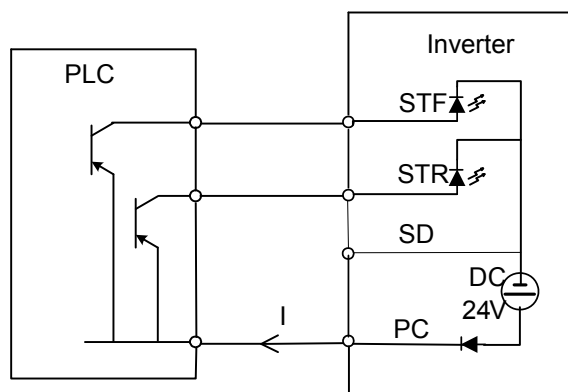 Inverter
PLC
STF
STR
SD
DC
24V
I
PC